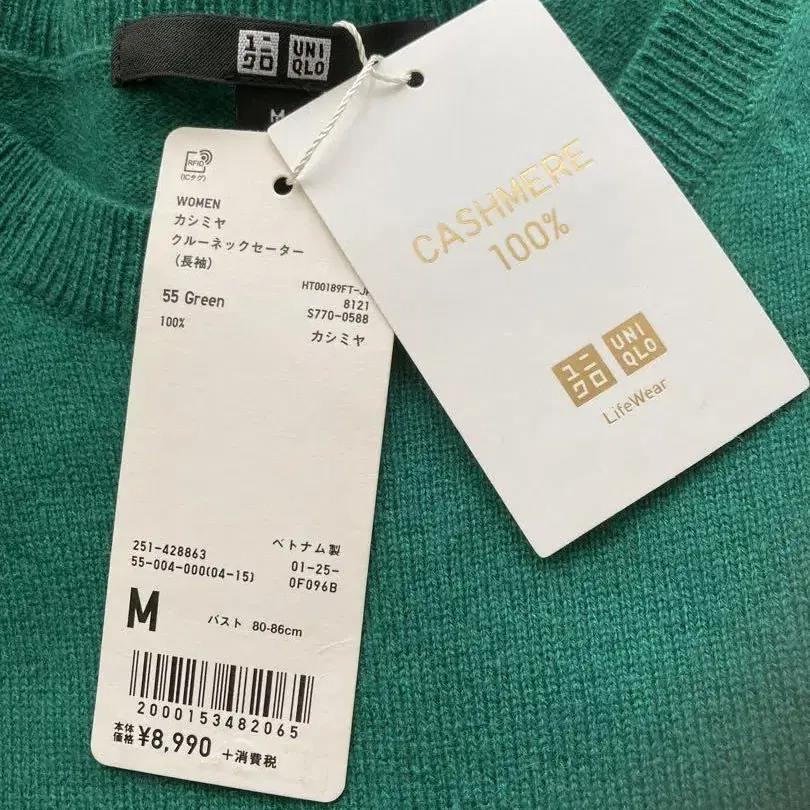 ユニクロ
UNIQLO
M
RFID
(ICタグ)
WOMEN
カシミヤ
クルーネックセーター
(長袖)
HT00189FT-
55 Green
8121
S770-0588
100%
カシミヤ
251-428863
ベトナム製
55-004-000(04-15)
01-25-
0F096B
M
バスト 80-86cm
2000153482065
本体価格 ¥8,990 +消費税
CASHMERE
100%
ユニクロ
UNIQLO
LifeWear